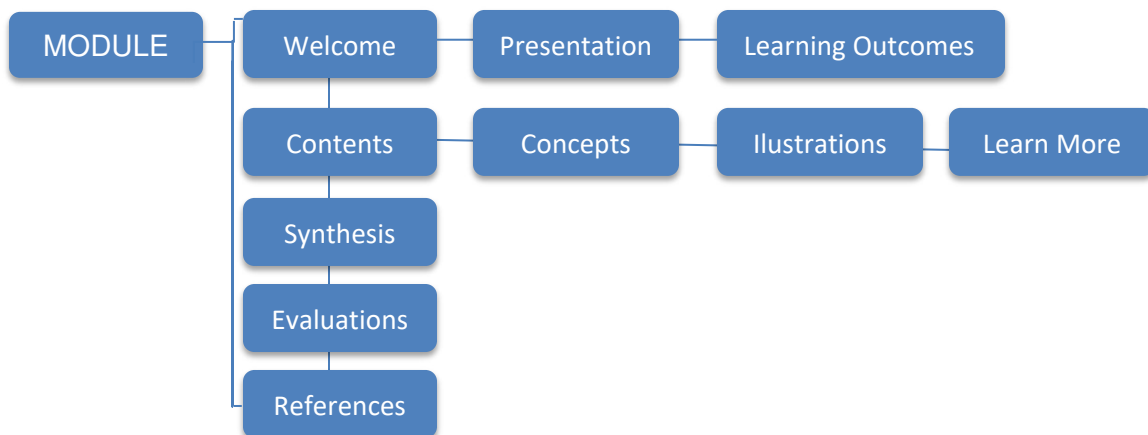 MODULE
Welcome
Presentation
Learning Outcomes
Contents
Concepts
Ilustrations
Learn More
Synthesis
Evaluations
References